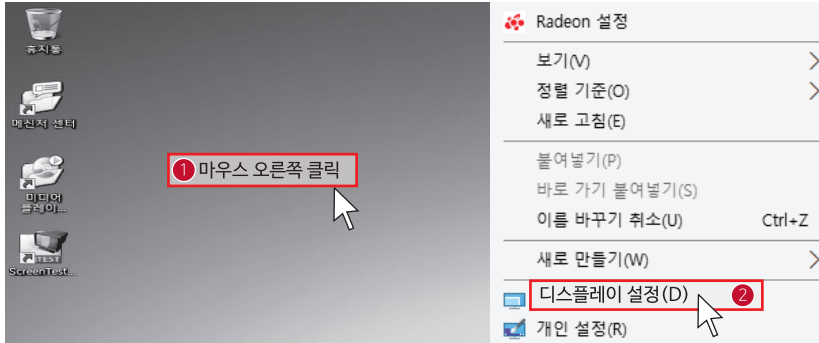 휴지통
메신저 센터
미디어
플레이...
TEST
ScreenTest...
1 마우스 오른쪽 클릭
Radeon 설정
보기(V)
정렬 기준(O)
새로 고침(E)
붙여넣기(P)
바로 가기 붙여넣기(S)
이름 바꾸기 취소(U) Ctrl+Z
새로 만들기(W)
디스플레이 설정(D) 2
개인 설정(R)